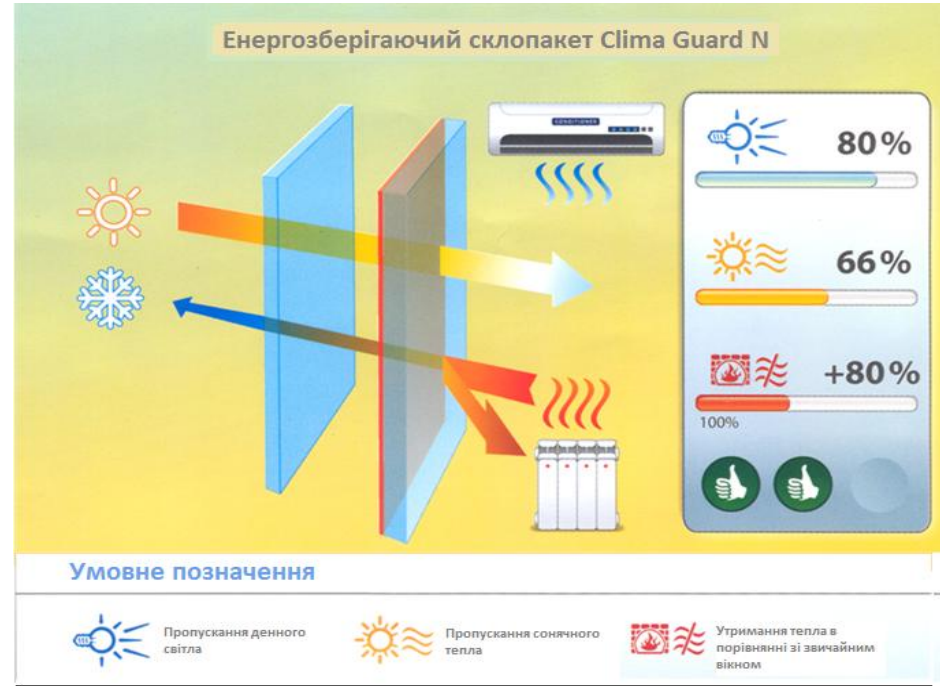 Енергозберігаючий склопакет Clima Guard N
KONDITIONER
80%
66%
+80%
100%
Умовне позначення
Пропускання денного
світла
Пропускання сонячного
тепла
Утримання тепла в
порівнянні зі звичайним
вікном